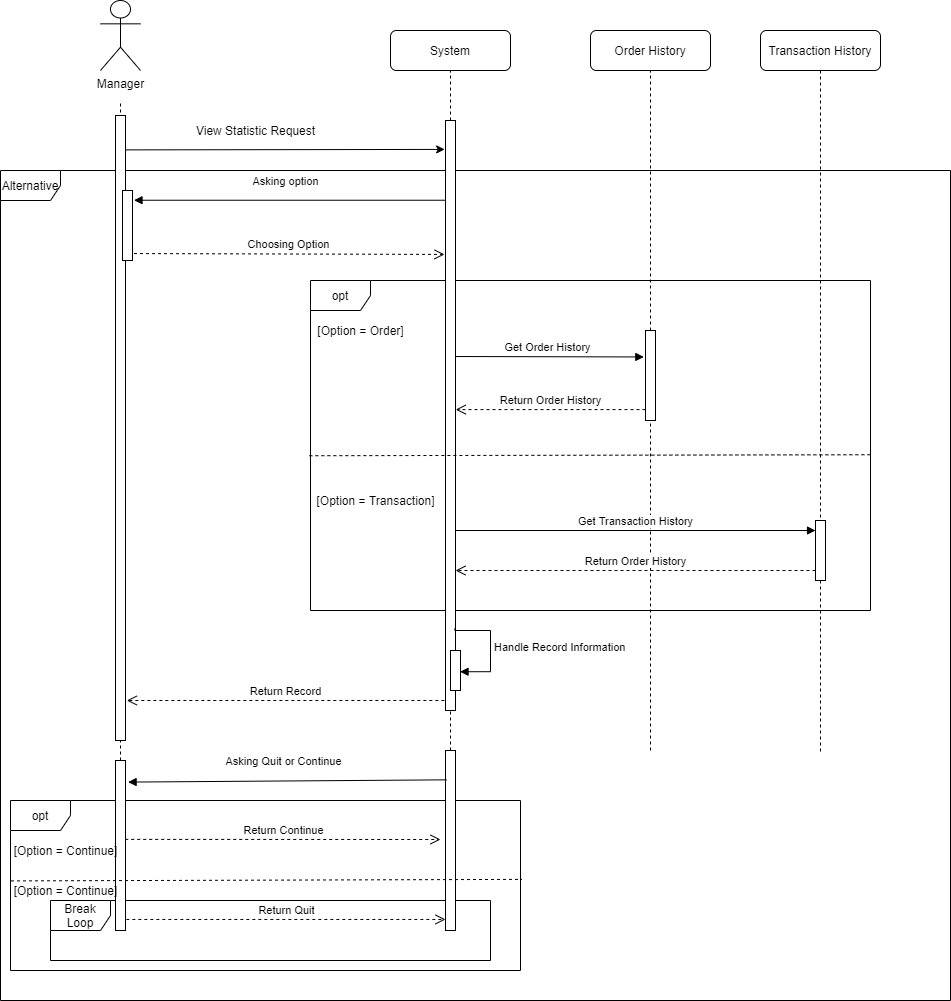 Manager
System
Order History
Transaction History
View Statistic Request
Alternative
Asking option
Choosing Option
opt
[Option = Order]
Get Order History
Return Order History
[Option = Transaction]
Get Transaction History
Return Order History
Handle Record Information
Return Record
Asking Quit or Continue
opt
Return Continue
[Option = Continue]
[Option = Continue]
Break
Loop
Return Quit